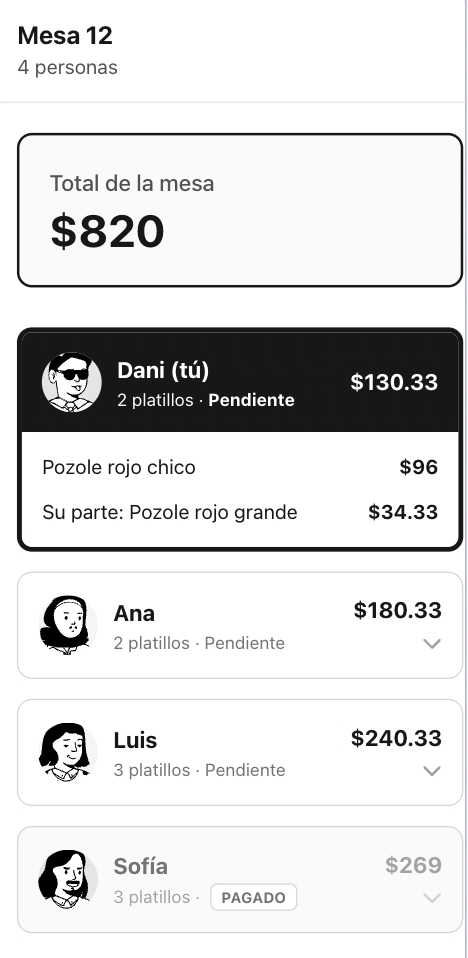 Mesa 12
4 personas
Total de la mesa
$820
Dani (tú)
$130.33
2 platillos · Pendiente
Pozole rojo chico $96
Su parte: Pozole rojo grande $34.33
Ana
$180.33
2 platillos · Pendiente
Luis
$240.33
3 platillos · Pendiente
Sofía
$269
3 platillos · PAGADO